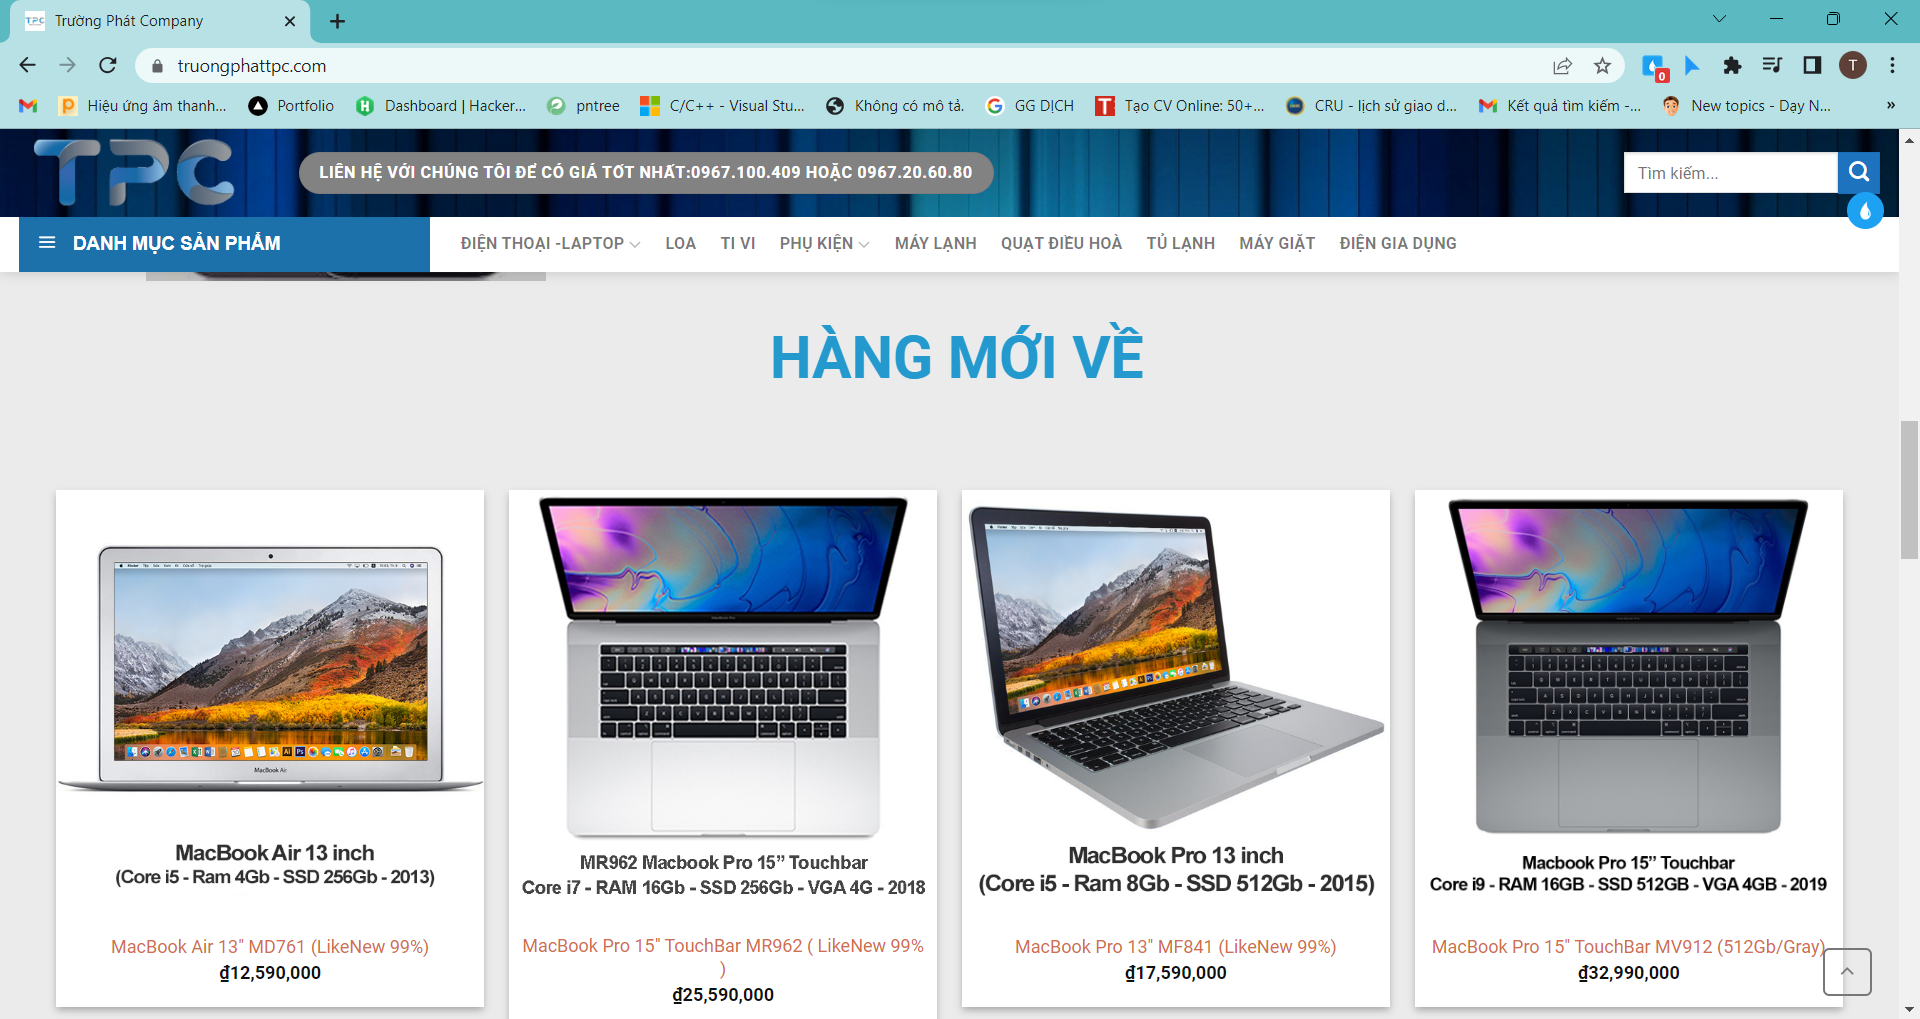 Trường Phát Company
truongphattpc.com
T
0
Hiệu ứng âm thanh...
Portfolio
Dashboard | Hacker...
pntree
C/C++ - Visual Stu...
Không có mô tả.
GG DỊCH
Tạo CV Online: 50+...
CRU - lịch sử giao d...
Kết quả tìm kiếm -...
New topics - Dạy N...
»
TPC
LIÊN HỆ VỚI CHÚNG TÔI ĐỂ CÓ GIÁ TỐT NHẤT:0967.100.409 HOẶC 0967.20.60.80
Tìm kiếm...
DANH MỤC SẢN PHẨM
ĐIỆN THOẠI -LAPTOP
LOA
TI VI
PHỤ KIỆN
MÁY LẠNH
QUẠT ĐIỀU HOÀ
TỦ LẠNH
MÁY GIẶT
ĐIỆN GIA DỤNG
HÀNG MỚI VỀ
MacBook Air
MacBook Air 13 inch
(Core i5 - Ram 4Gb - SSD 256Gb - 2013)
MacBook Air 13" MD761 (LikeNew 99%)
₫12,590,000
MR962 Macbook Pro 15” Touchbar
Core i7 - RAM 16Gb - SSD 256Gb - VGA 4G - 2018
MacBook Pro 15" TouchBar MR962 ( LikeNew 99%
)
₫25,590,000
MacBook Pro 13 inch
(Core i5 - Ram 8Gb - SSD 512Gb - 2015)
MacBook Pro 13" MF841 (LikeNew 99%)
₫17,590,000
Macbook Pro 15” Touchbar
Core i9 - RAM 16GB - SSD 512GB - VGA 4GB - 2019
MacBook Pro 15" TouchBar MV912 (512Gb/Gray)
₫32,990,000